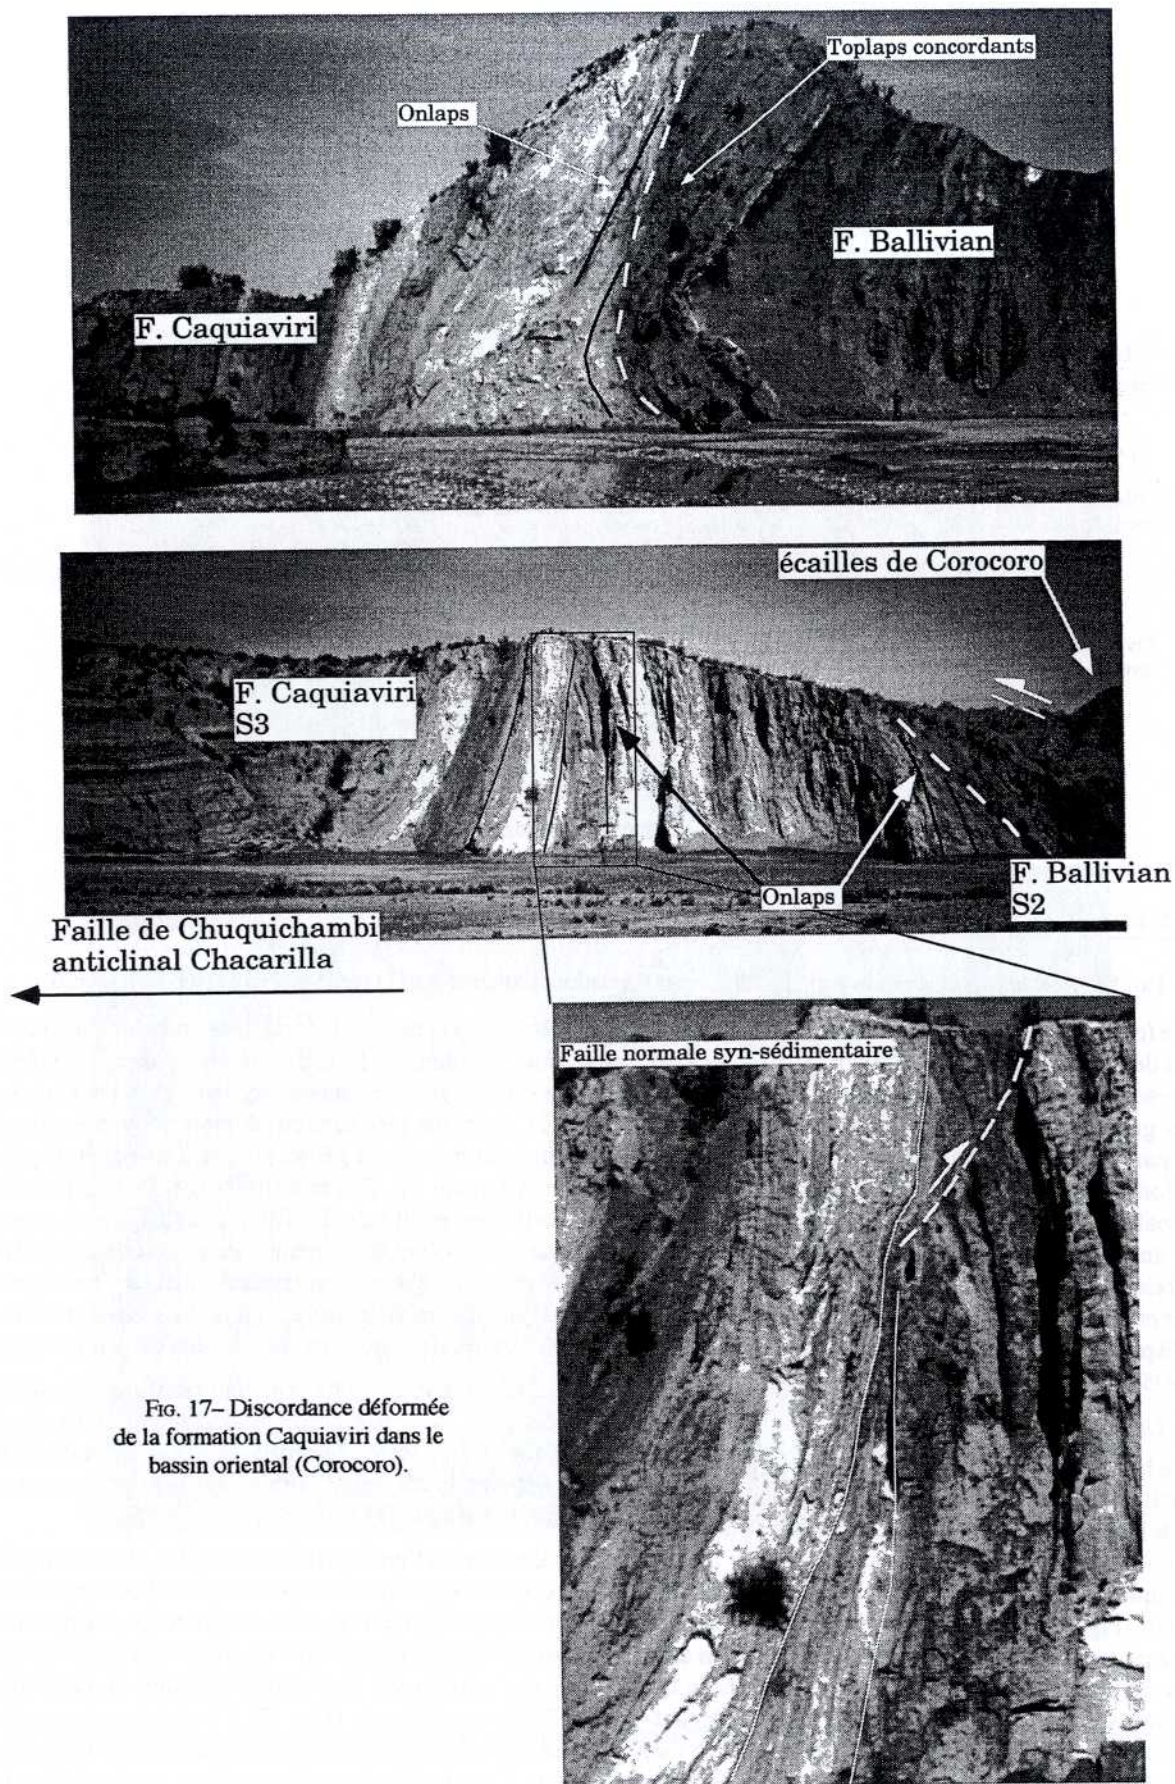 Toplaps concordants
Onlaps
F. Ballivian
F. Caquiaviri
écailles de Corocoro
F. Caquiaviri
S3
Onlaps
F. Ballivian
S2
Faille de Chuquichambi
anticlinal Chacarilla
Faille normale syn-sédimentaire
FIG. 17– Discordance déformée
de la formation Caquiaviri dans le
bassin oriental (Corocoro).